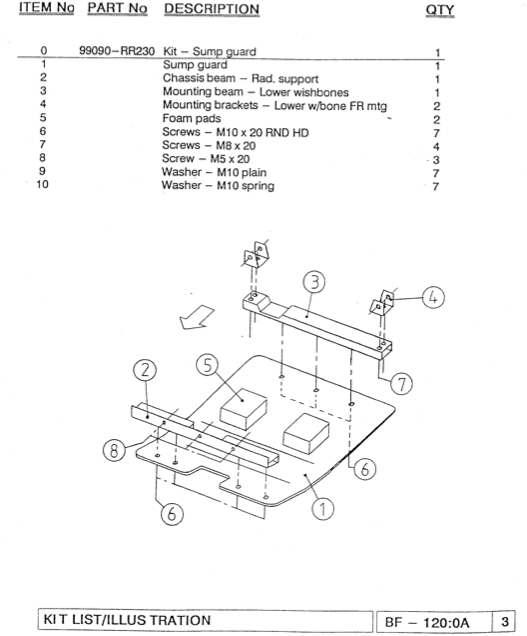 ITEM No PART No DESCRIPTION QTY
0 99090-RR230 Kit - Sump guard 1
1 Sump guard 1
2 Chassis beam - Rad. support 1
3 Mounting beam - Lower wishbones 1
4 Mounting brackets - Lower w/bone FR mtg 2
5 Foam pads 2
6 Screws - M10 x 20 RND HD 7
7 Screws - M8 x 20 4
8 Screw - M5 x 20 3
9 Washer - M10 plain 7
10 Washer - M10 spring 7
3
4
5
2
7
8
6
1
6
KIT LIST/ILLUS TRATION BF - 120:0A 3